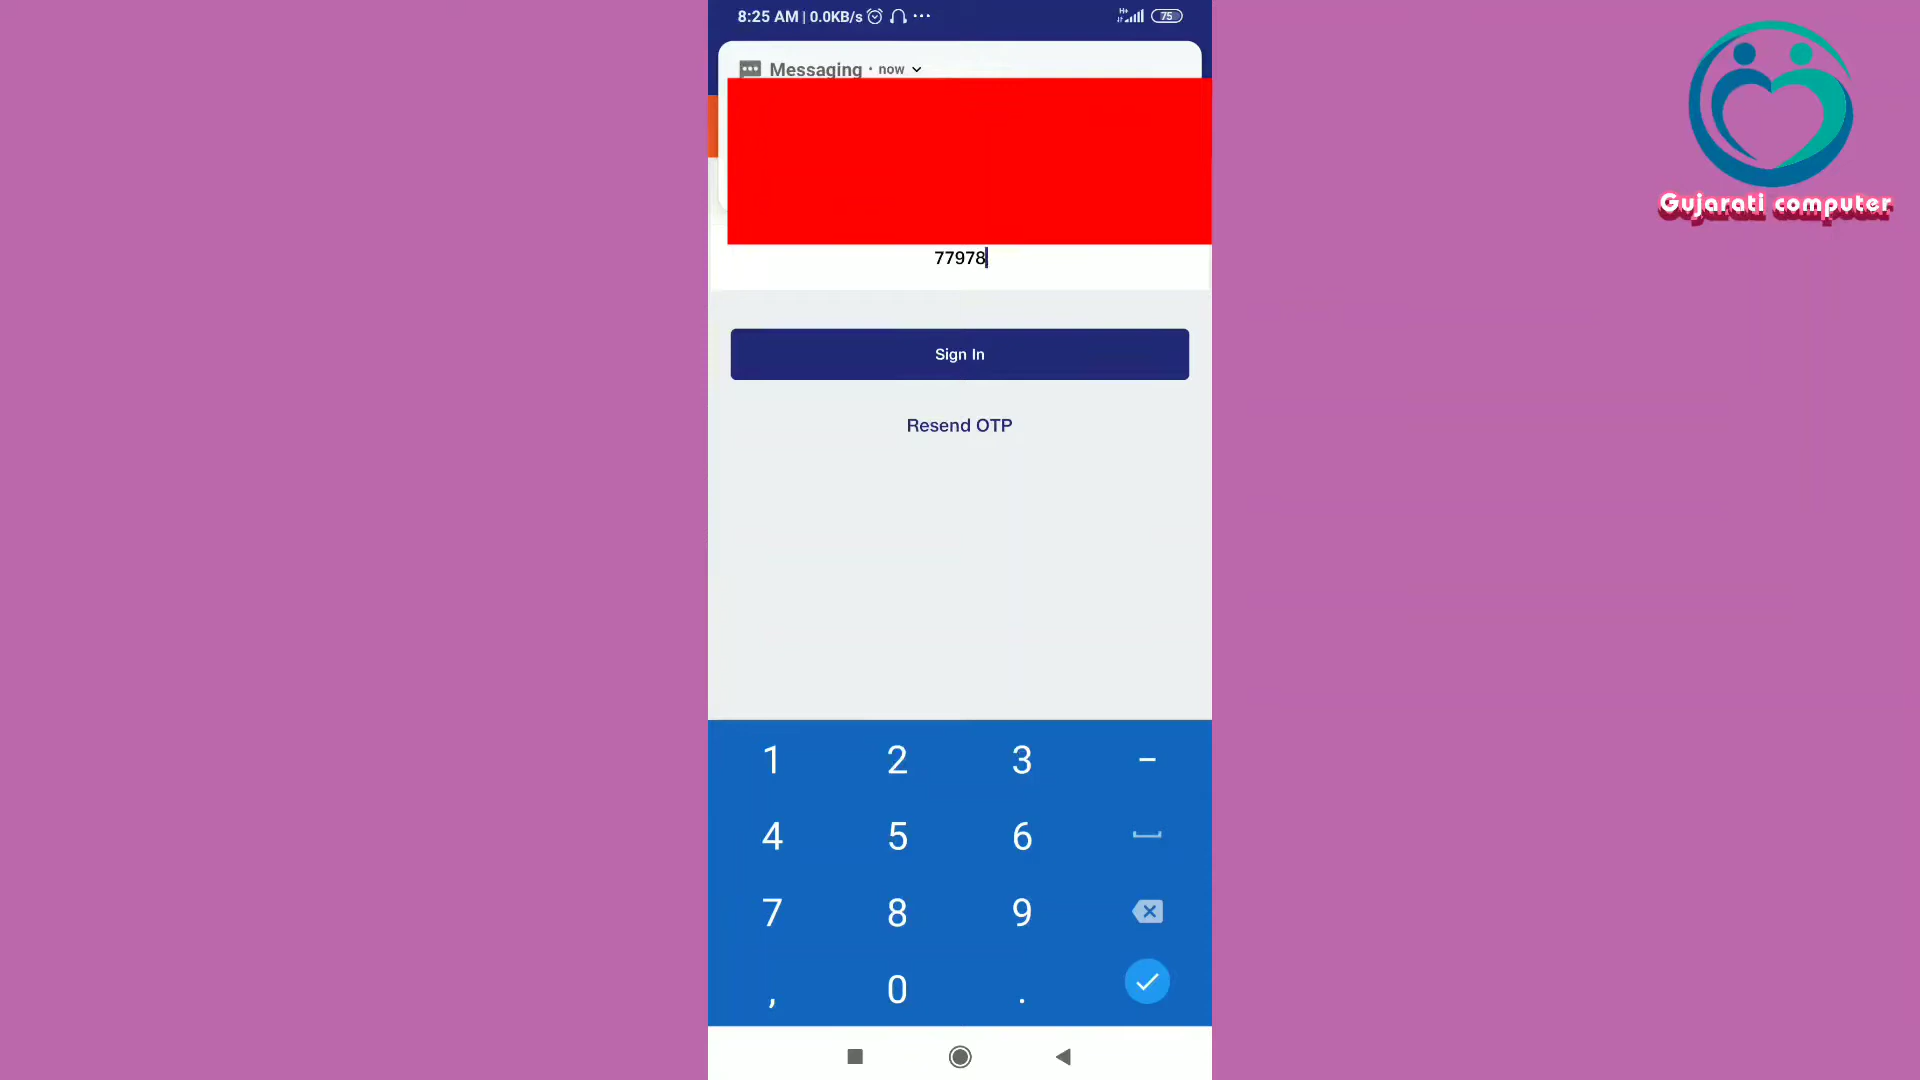 8:25 AM | 0.0KB/s ...
75
Messaging · now
77978
Sign In
Resend OTP
1 2 3 –
4 5 6
7 8 9
, 0 .
Gujarati computer